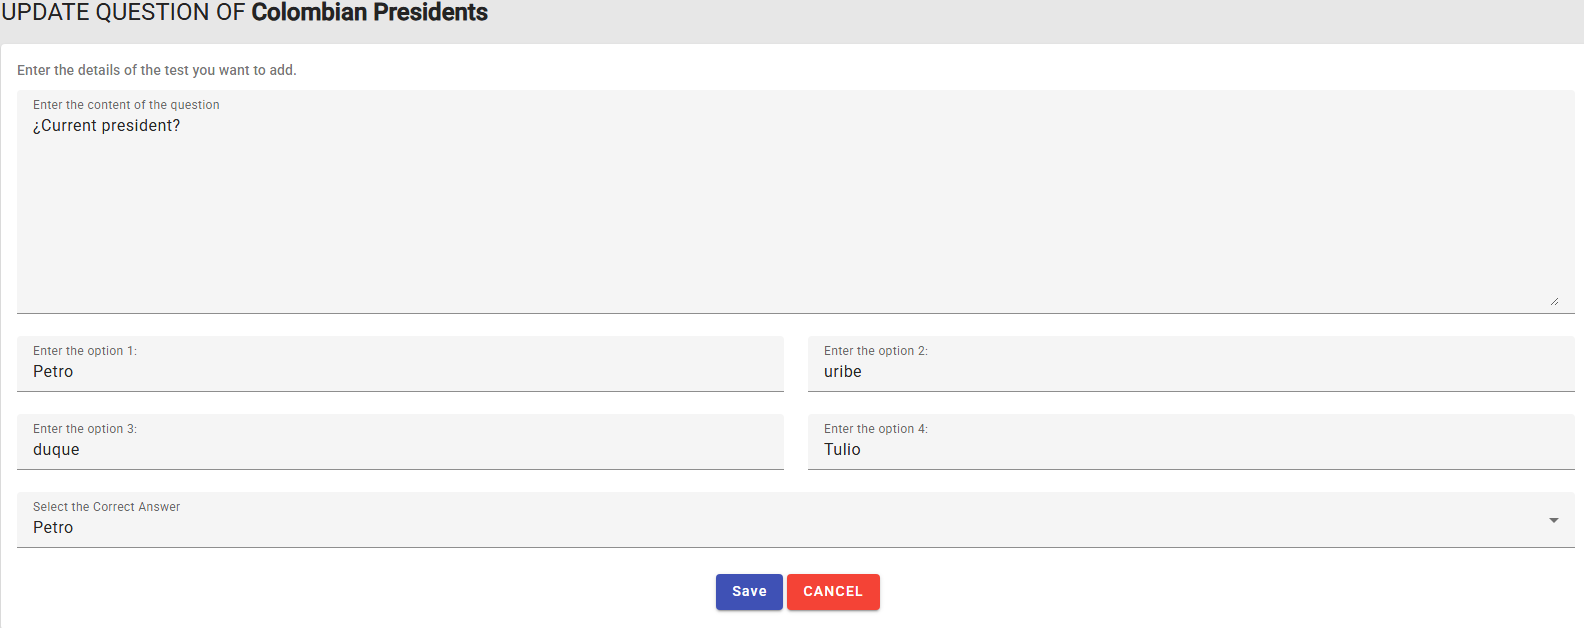 UPDATE QUESTION OF Colombian Presidents
Enter the details of the test you want to add.
Enter the content of the question
¿Current president?
Enter the option 1:
Petro
Enter the option 2:
uribe
Enter the option 3:
duque
Enter the option 4:
Tulio
Select the Correct Answer
Petro
Save
CANCEL